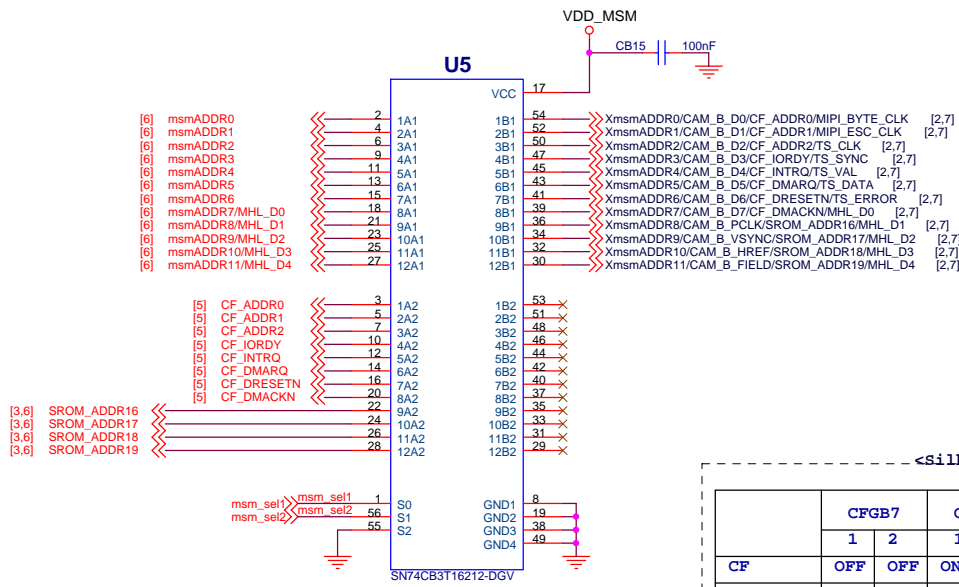 VDD_MSM
CB15 100nF
U5
VCC 17
[6] msmADDR0 2 1A1 1B1 54 XmsmADDR0/CAM_B_D0/CF_ADDR0/MIPI_BYTE_CLK [2,7]
[6] msmADDR1 4 2A1 2B1 52 XmsmADDR1/CAM_B_D1/CF_ADDR1/MIPI_ESC_CLK [2,7]
[6] msmADDR2 6 3A1 3B1 50 XmsmADDR2/CAM_B_D2/CF_ADDR2/TS_CLK [2,7]
[6] msmADDR3 9 4A1 4B1 47 XmsmADDR3/CAM_B_D3/CF_IORDY/TS_SYNC [2,7]
[6] msmADDR4 11 5A1 5B1 45 XmsmADDR4/CAM_B_D4/CF_INTRQ/TS_VAL [2,7]
[6] msmADDR5 13 6A1 6B1 43 XmsmADDR5/CAM_B_D5/CF_DMARQ/TS_DATA [2,7]
[6] msmADDR6 15 7A1 7B1 41 XmsmADDR6/CAM_B_D6/CF_DRESETN/TS_ERROR [2,7]
[6] msmADDR7/MHL_D0 18 8A1 8B1 39 XmsmADDR7/CAM_B_D7/CF_DMACKN/MHL_D0 [2,7]
[6] msmADDR8/MHL_D1 21 9A1 9B1 36 XmsmADDR8/CAM_B_PCLK/SROM_ADDR16/MHL_D1 [2,7]
[6] msmADDR9/MHL_D2 23 10A1 10B1 34 XmsmADDR9/CAM_B_VSYNC/SROM_ADDR17/MHL_D2 [2,7]
[6] msmADDR10/MHL_D3 25 11A1 11B1 32 XmsmADDR10/CAM_B_HREF/SROM_ADDR18/MHL_D3 [2,7]
[6] msmADDR11/MHL_D4 27 12A1 12B1 30 XmsmADDR11/CAM_B_FIELD/SROM_ADDR19/MHL_D4 [2,7]
[5] CF_ADDR0 3 1A2 1B2 53
[5] CF_ADDR1 5 2A2 2B2 51
[5] CF_ADDR2 7 3A2 3B2 48
[5] CF_IORDY 10 4A2 4B2 46
[5] CF_INTRQ 12 5A2 5B2 44
[5] CF_DMARQ 14 6A2 6B2 42
[5] CF_DRESETN 16 7A2 7B2 40
[5] CF_DMACKN 20 8A2 8B2 37
[3,6] SROM_ADDR16 22 9A2 9B2 35
[3,6] SROM_ADDR17 24 10A2 10B2 33
[3,6] SROM_ADDR18 26 11A2 11B2 31
[3,6] SROM_ADDR19 28 12A2 12B2 29
msm_sel1 msm_sel1 1 S0 GND1 8
msm_sel2 msm_sel2 56 S1 GND2 19
55 S2 GND3 38
GND4 49
SN74CB3T16212-DGV
CFGB7
1 2
CF OFF OFF